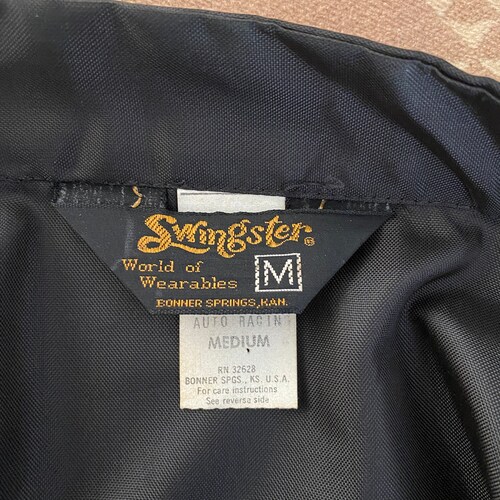 Swingster®
World of
Wearables
M
BONNER SPRINGS, KAN.
AUTO RACIN
MEDIUM
RN 32628
BONNER SPGS., KS. U.S.A.
For care instructions
See reverse side